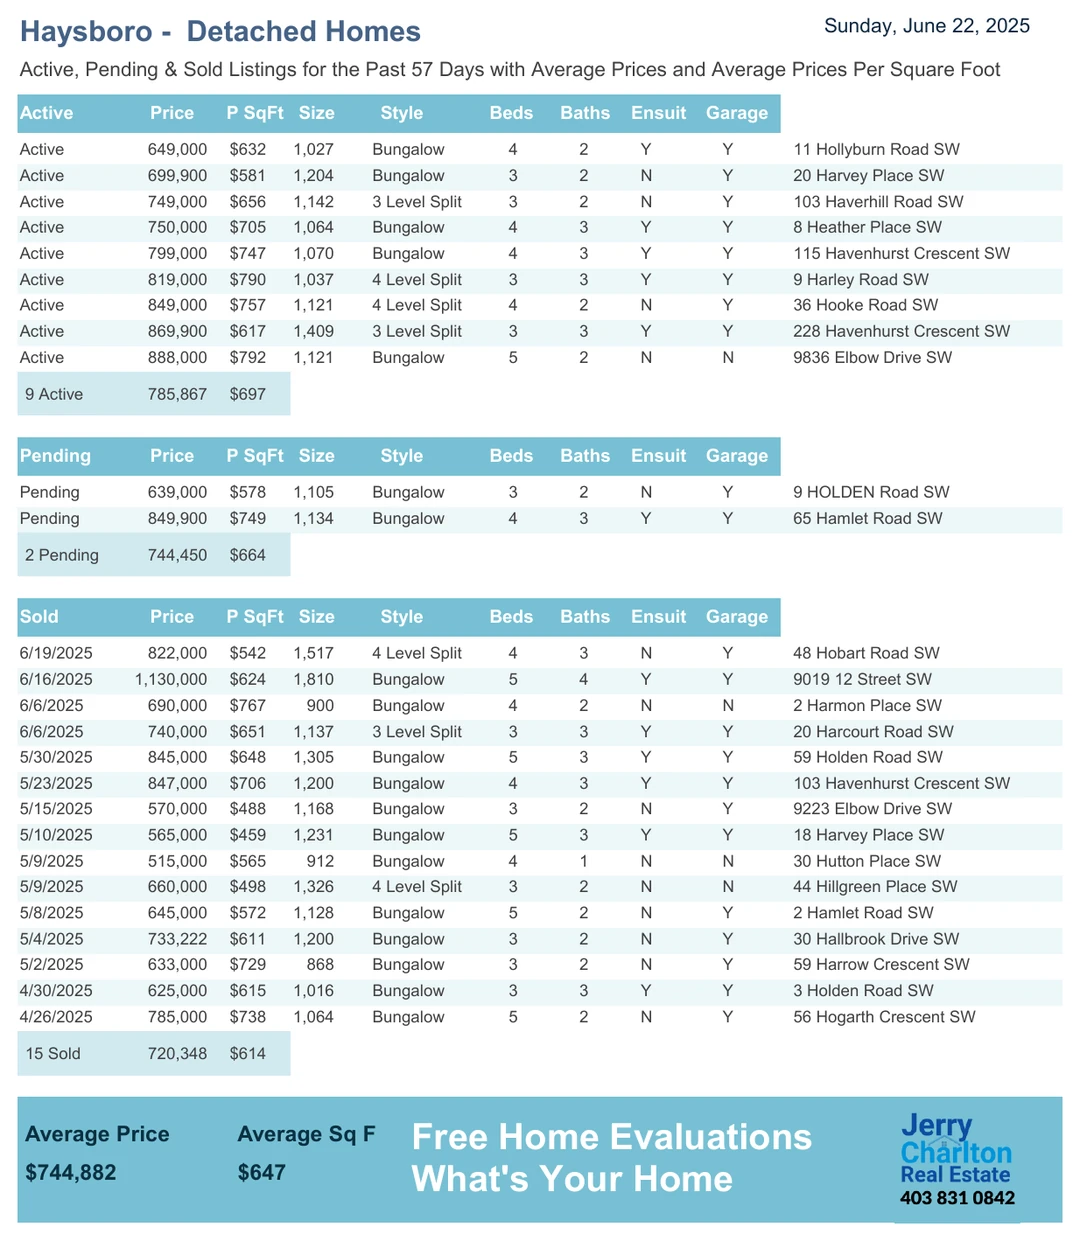 Haysboro - Detached Homes
Sunday, June 22, 2025
Active, Pending & Sold Listings for the Past 57 Days with Average Prices and Average Prices Per Square Foot
Active Price P SqFt Size Style Beds Baths Ensuit Garage
Active 649,000 $632 1,027 Bungalow 4 2 Y Y 11 Hollyburn Road SW
Active 699,900 $581 1,204 Bungalow 3 2 N Y 20 Harvey Place SW
Active 749,000 $656 1,142 3 Level Split 3 2 N Y 103 Haverhill Road SW
Active 750,000 $705 1,064 Bungalow 4 3 Y Y 8 Heather Place SW
Active 799,000 $747 1,070 Bungalow 4 3 Y Y 115 Havenhurst Crescent SW
Active 819,000 $790 1,037 4 Level Split 3 3 Y Y 9 Harley Road SW
Active 849,000 $757 1,121 4 Level Split 4 2 N Y 36 Hooke Road SW
Active 869,900 $617 1,409 3 Level Split 3 3 Y Y 228 Havenhurst Crescent SW
Active 888,000 $792 1,121 Bungalow 5 2 N N 9836 Elbow Drive SW
9 Active 785,867 $697
Pending Price P SqFt Size Style Beds Baths Ensuit Garage
Pending 639,000 $578 1,105 Bungalow 3 2 N Y 9 HOLDEN Road SW
Pending 849,900 $749 1,134 Bungalow 4 3 Y Y 65 Hamlet Road SW
2 Pending 744,450 $664
Sold Price P SqFt Size Style Beds Baths Ensuit Garage
6/19/2025 822,000 $542 1,517 4 Level Split 4 3 N Y 48 Hobart Road SW
6/16/2025 1,130,000 $624 1,810 Bungalow 5 4 Y Y 9019 12 Street SW
6/6/2025 690,000 $767 900 Bungalow 4 2 N N 2 Harmon Place SW
6/6/2025 740,000 $651 1,137 3 Level Split 3 3 Y Y 20 Harcourt Road SW
5/30/2025 845,000 $648 1,305 Bungalow 5 3 Y Y 59 Holden Road SW
5/23/2025 847,000 $706 1,200 Bungalow 4 3 Y Y 103 Havenhurst Crescent SW
5/15/2025 570,000 $488 1,168 Bungalow 3 2 N Y 9223 Elbow Drive SW
5/10/2025 565,000 $459 1,231 Bungalow 5 3 Y Y 18 Harvey Place SW
5/9/2025 515,000 $565 912 Bungalow 4 1 N N 30 Hutton Place SW
5/9/2025 660,000 $498 1,326 4 Level Split 3 2 N N 44 Hillgreen Place SW
5/8/2025 645,000 $572 1,128 Bungalow 5 2 N Y 2 Hamlet Road SW
5/4/2025 733,222 $611 1,200 Bungalow 3 2 N Y 30 Hallbrook Drive SW
5/2/2025 633,000 $729 868 Bungalow 3 2 N Y 59 Harrow Crescent SW
4/30/2025 625,000 $615 1,016 Bungalow 3 3 Y Y 3 Holden Road SW
4/26/2025 785,000 $738 1,064 Bungalow 5 2 N Y 56 Hogarth Crescent SW
15 Sold 720,348 $614
Average Price Average Sq F
$744,882 $647
Free Home Evaluations
What's Your Home
Jerry
Charlton
Real Estate
403 831 0842